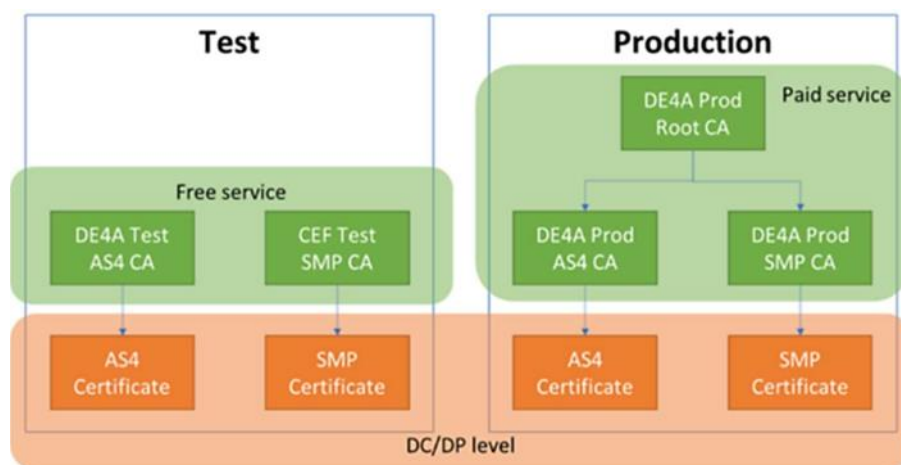 Test
Production
DE4A Prod
Root CA
Paid service
Free service
DE4A Test
AS4 CA
CEF Test
SMP CA
DE4A Prod
AS4 CA
DE4A Prod
SMP CA
AS4
Certificate
SMP
Certificate
AS4
Certificate
SMP
Certificate
DC/DP level